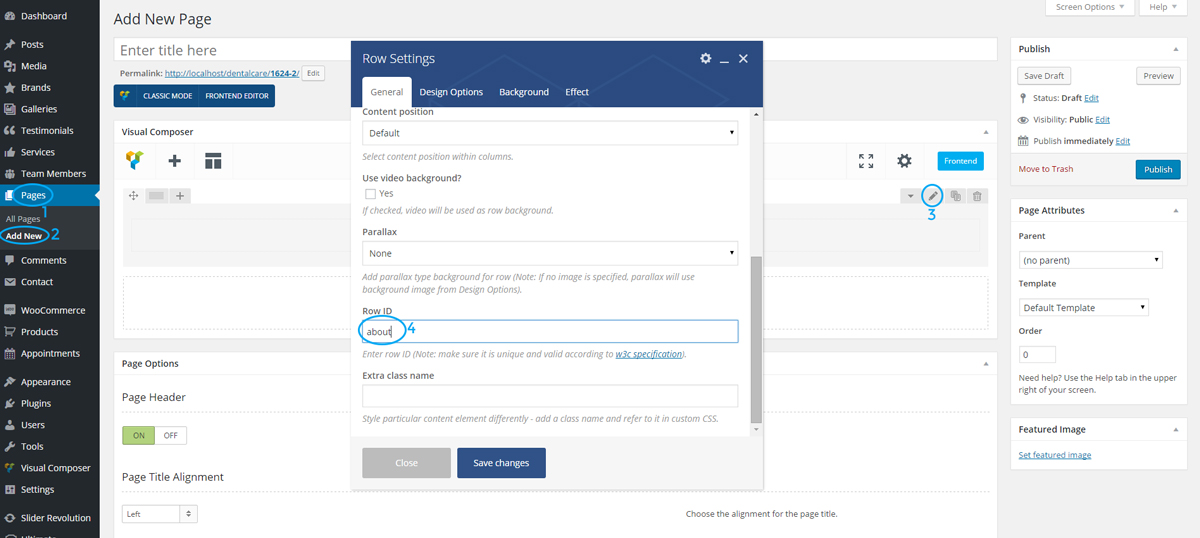 Dashboard
Posts
Media
Brands
Galleries
Testimonials
Services
Team Members
Pages
1
All Pages
Add New 2
Comments
Contact
WooCommerce
Products
Appointments
Appearance
Plugins
Users
Tools
Visual Composer
Settings
Slider Revolution
Screen Options
Help
Add New Page
Enter title here
Permalink: http://localhost/dentalcare/1624-2/ Edit
CLASSIC MODE FRONTEND EDITOR
Visual Composer
Frontend
3
Page Options
Page Header
ON OFF
Page Title Alignment
Left
Choose the alignment for the page title.
Row Settings
General Design Options Background Effect
Content position
Default
Select content position within columns.
Use video background?
Yes
If checked, video will be used as row background.
Parallax
None
Add parallax type background for row (Note: If no image is specified, parallax will use
background image from Design Options).
Row ID
about 4
Enter row ID (Note: make sure it is unique and valid according to w3c specification).
Extra class name
Style particular content element differently - add a class name and refer to it in custom CSS.
Close Save changes
Publish
Save Draft Preview
Status: Draft Edit
Visibility: Public Edit
Publish immediately Edit
Move to Trash Publish
Page Attributes
Parent
(no parent)
Template
Default Template
Order
0
Need help? Use the Help tab in the upper
right of your screen.
Featured Image
Set featured image